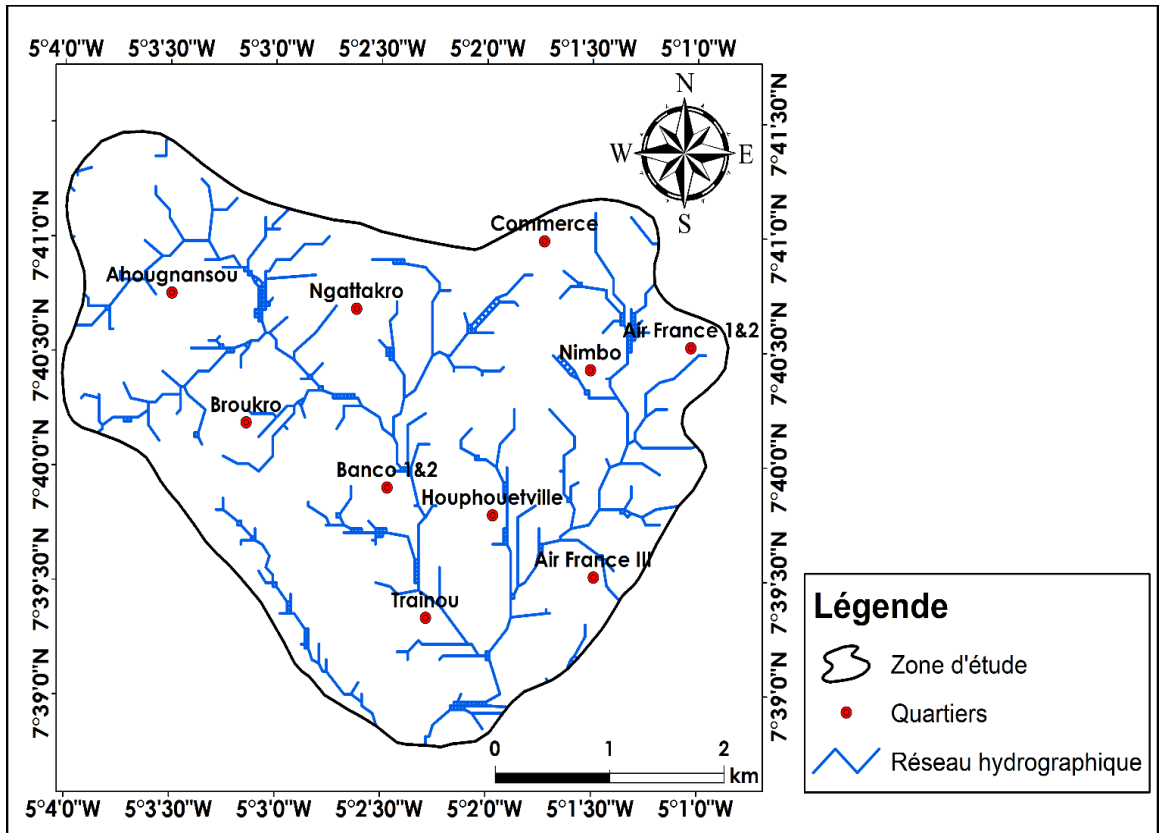 5°4'0"W 5°3'30"W 5°3'0"W 5°2'30"W 5°2'0"W 5°1'30"W 5°1'0"W
N
W E
S
7°41'30"N
7°41'0"N
7°40'30"N
7°40'0"N
7°39'30"N
7°39'0"N
7°41'0"N
7°40'30"N
7°40'0"N
7°39'30"N
7°39'0"N
Commerce
Ahougnansou
Ngattakro
Air France 1&2
Nimbo
Broukro
Banco 1&2
Houphouetville
Air France III
Trainou
0 1 2
km
5°4'0"W 5°3'30"W 5°3'0"W 5°2'30"W 5°2'0"W 5°1'30"W 5°1'0"W
Légende
Zone d'étude
Quartiers
Réseau hydrographique